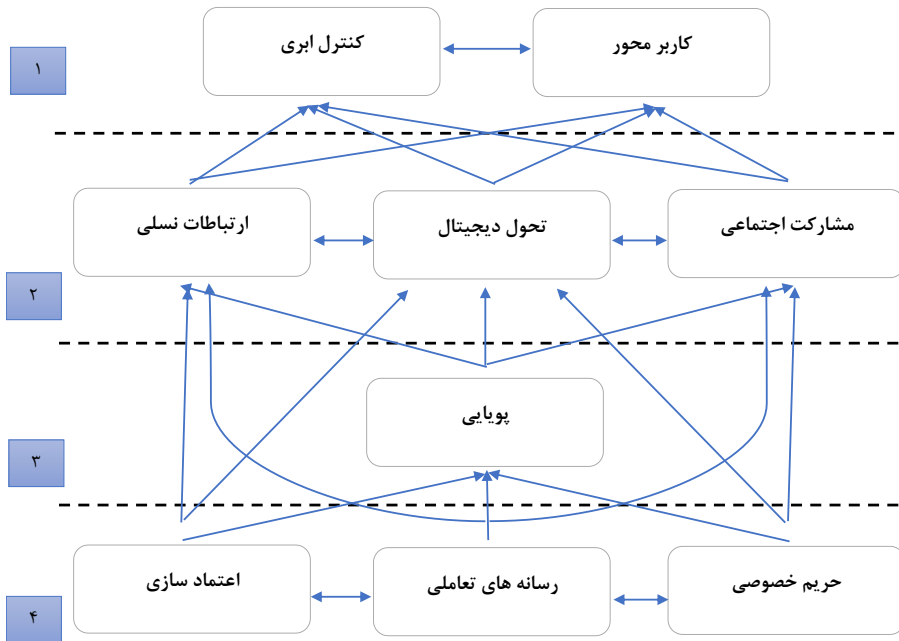 کاربر محور
کنترل ابری
۱
مشارکت اجتماعی
تحول دیجیتال
ارتباطات نسلی
۲
پویایی
۳
حریم خصوصی
رسانه های تعاملی
اعتماد سازی
۴